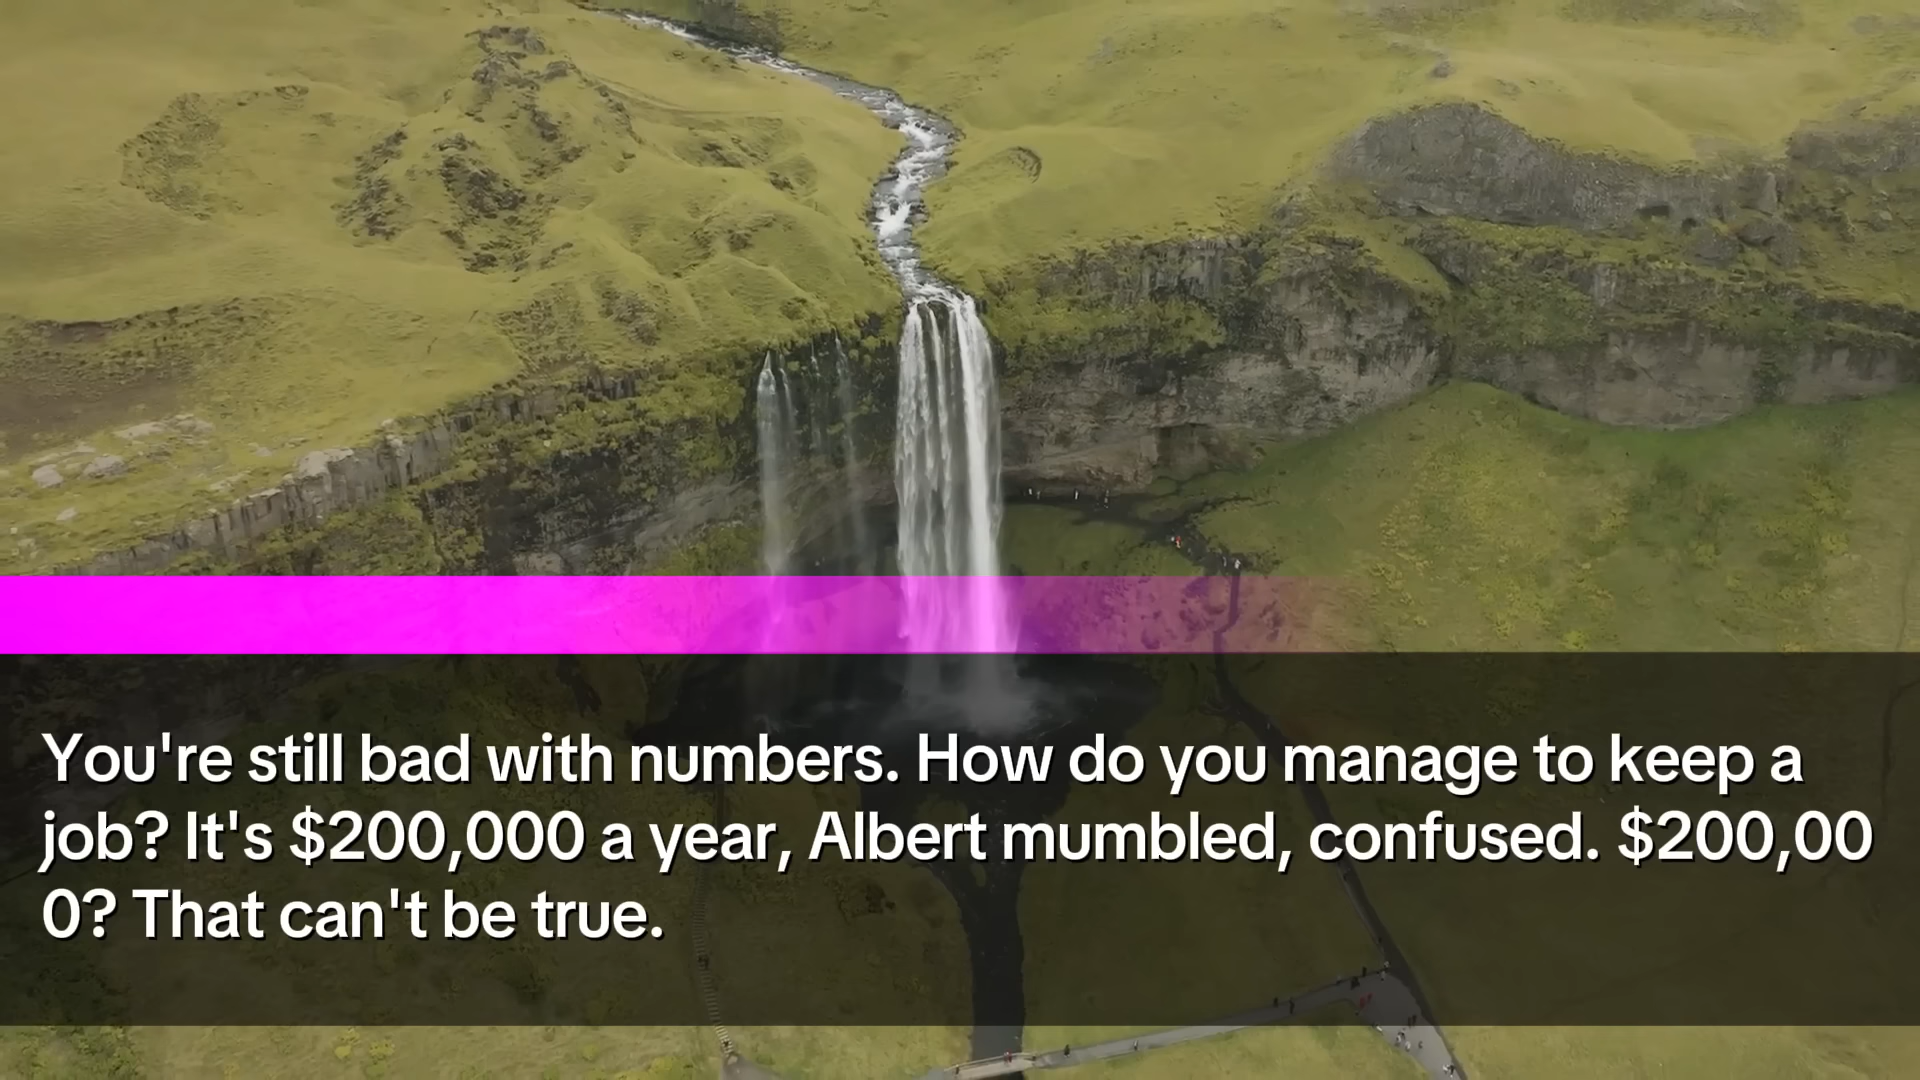 You're still bad with numbers. How do you manage to keep a
job? It's $200,000 a year, Albert mumbled, confused. $200,00
0? That can't be true.